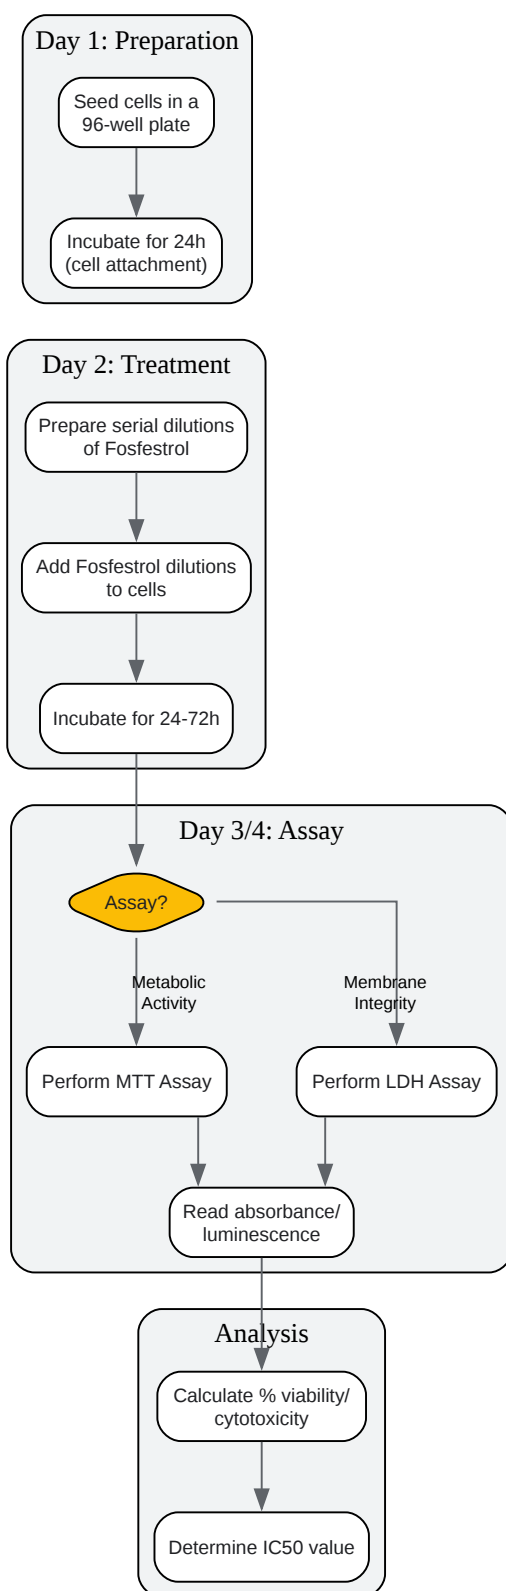 Day 1: Preparation
Seed cells in a
96-well plate
Incubate for 24h
(cell attachment)
Day 2: Treatment
Prepare serial dilutions
of Fosfestrol
Add Fosfestrol dilutions
to cells
Incubate for 24-72h
Day 3/4: Assay
Assay?
Metabolic
Activity
Membrane
Integrity
Perform MTT Assay
Perform LDH Assay
Read absorbance/
luminescence
Analysis
Calculate % viability/
cytotoxicity
Determine IC50 value